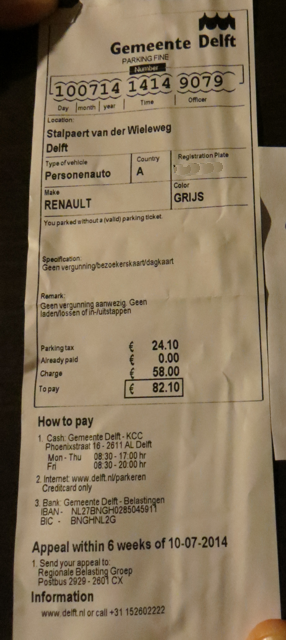 Gemeente Delft
PARKING FINE
Number
100714 1414 9079
Day month year Time Officer
Location:
Stalpaert van der Wieleweg
Delft
Type of vehicle Country Registration Plate
Personenauto A
Make Color
RENAULT GRIJS
You parked without a (valid) parking ticket.
Specification:
Geen vergunning/bezoekerskaart/dagkaart
Remark:
Geen vergunning aanwezig. Geen
laden/lossen of in-/uitstappen
Parking tax € 24.10
Already paid € 0.00
Charge € 58.00
To pay € 82.10
How to pay
1. Cash: Gemeente Delft - KCC
Phoenixstraat 16 - 2611 AL Delft
Mon - Thu 08:30 - 17:00 hr
Fri 08:30 - 20:00 hr
2. Internet: www.delft.nl/parkeren
Creditcard only
3. Bank: Gemeente Delft - Belastingen
IBAN - NL27BNGH0285045911
BIC - BNGHNL2G
Appeal within 6 weeks of 10-07-2014
1. Send your appeal to:
Regionale Belasting Groep
Postbus 2929 - 2601 CX
Information
www.delft.nl or call +31 152602222